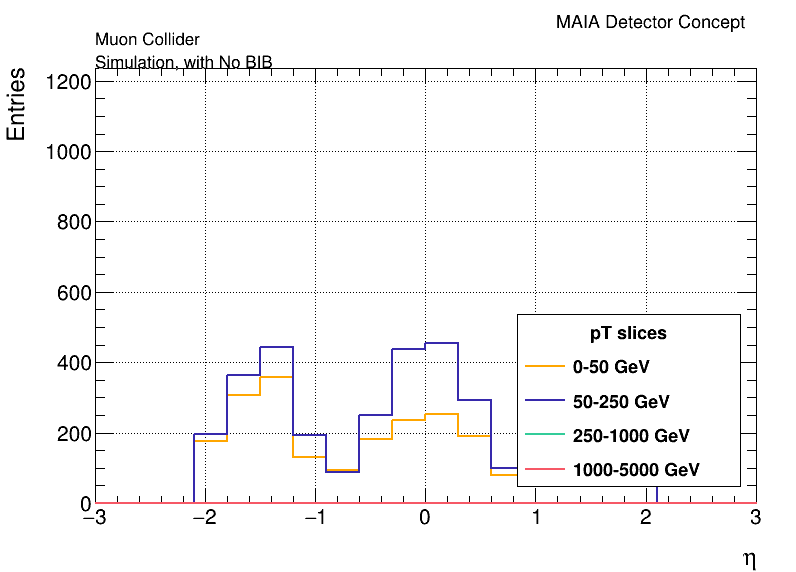 MAIA Detector Concept
Muon Collider
Simulation, with No BIB
Entries
1200
1000
800
600
400
200
0
pT slices
0-50 GeV
50-250 GeV
250-1000 GeV
1000-5000 GeV
−3 −2 −1 0 1 2 3
η